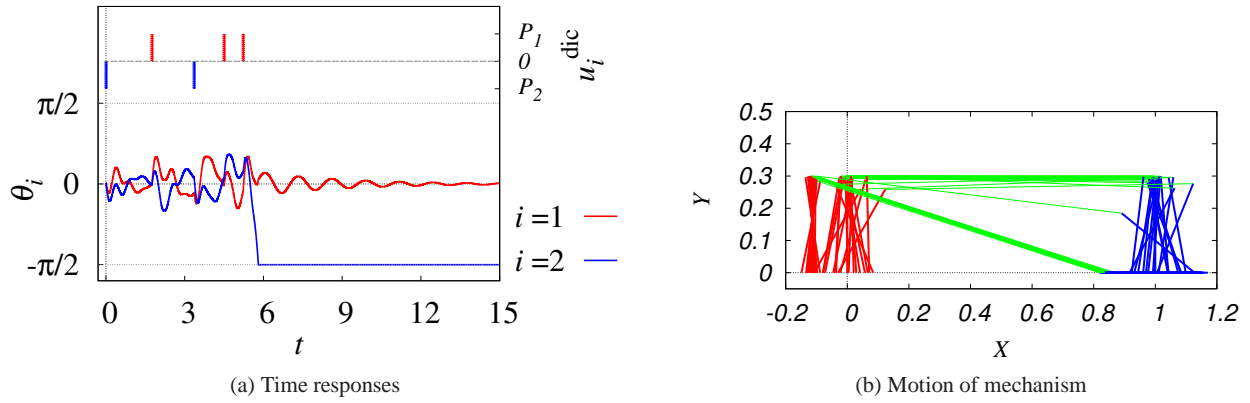 P1
0
P2
u_i^dic
π/2
0
-π/2
θi
i =1
i =2
0 3 6 9 12 15
t
(a) Time responses
0.5
0.4
0.3
0.2
0.1
0
Y
-0.2 0 0.2 0.4 0.6 0.8 1 1.2
X
(b) Motion of mechanism